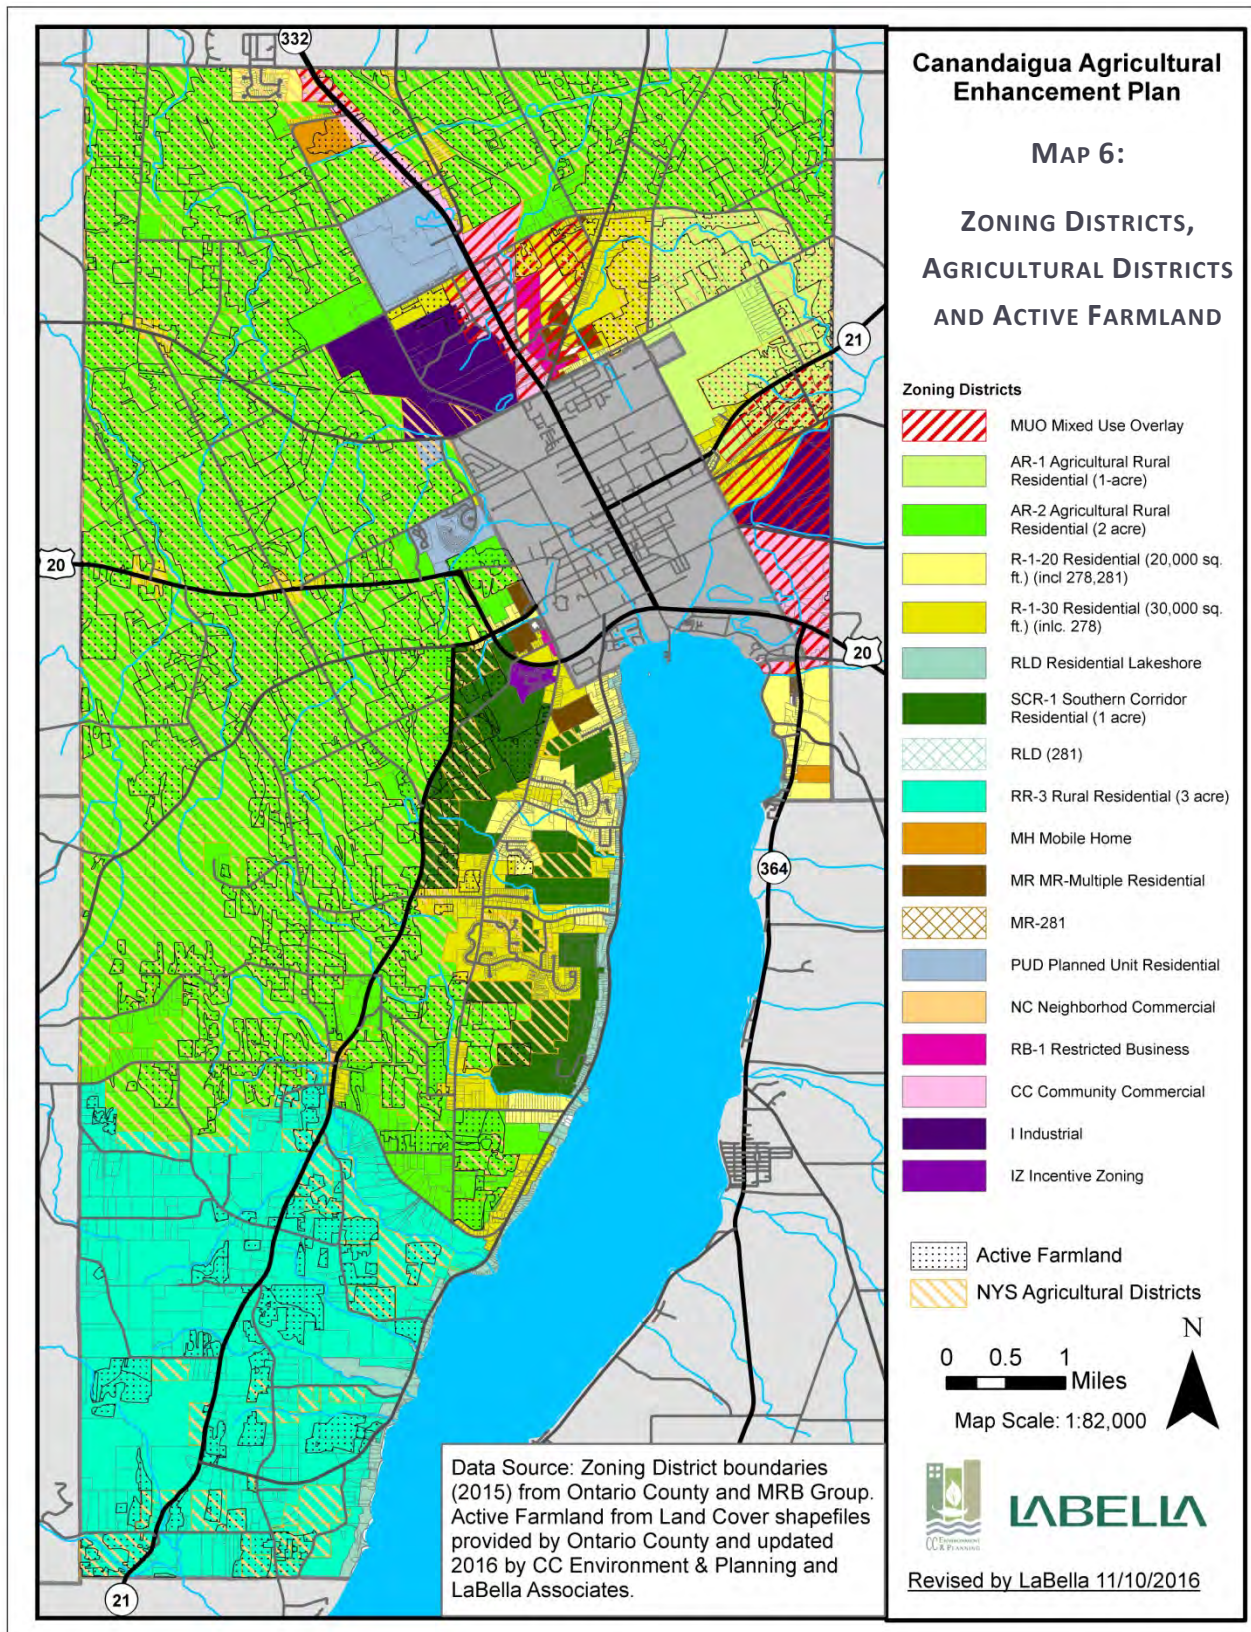 332
21
20
20
364
21
Canandaigua Agricultural
Enhancement Plan
MAP 6:
ZONING DISTRICTS,
AGRICULTURAL DISTRICTS
AND ACTIVE FARMLAND
Zoning Districts
MUO Mixed Use Overlay
AR-1 Agricultural Rural
Residential (1-acre)
AR-2 Agricultural Rural
Residential (2 acre)
R-1-20 Residential (20,000 sq.
ft.) (incl 278,281)
R-1-30 Residential (30,000 sq.
ft.) (inlc. 278)
RLD Residential Lakeshore
SCR-1 Southern Corridor
Residential (1 acre)
RLD (281)
RR-3 Rural Residential (3 acre)
MH Mobile Home
MR MR-Multiple Residential
MR-281
PUD Planned Unit Residential
NC Neighborhod Commercial
RB-1 Restricted Business
CC Community Commercial
I Industrial
IZ Incentive Zoning
Active Farmland
NYS Agricultural Districts
N
0 0.5 1
Miles
Map Scale: 1:82,000
CC ENVIRONMENT
& PLANNING
LABELLA
Revised by LaBella 11/10/2016
Data Source: Zoning District boundaries
(2015) from Ontario County and MRB Group.
Active Farmland from Land Cover shapefiles
provided by Ontario County and updated
2016 by CC Environment & Planning and
LaBella Associates.